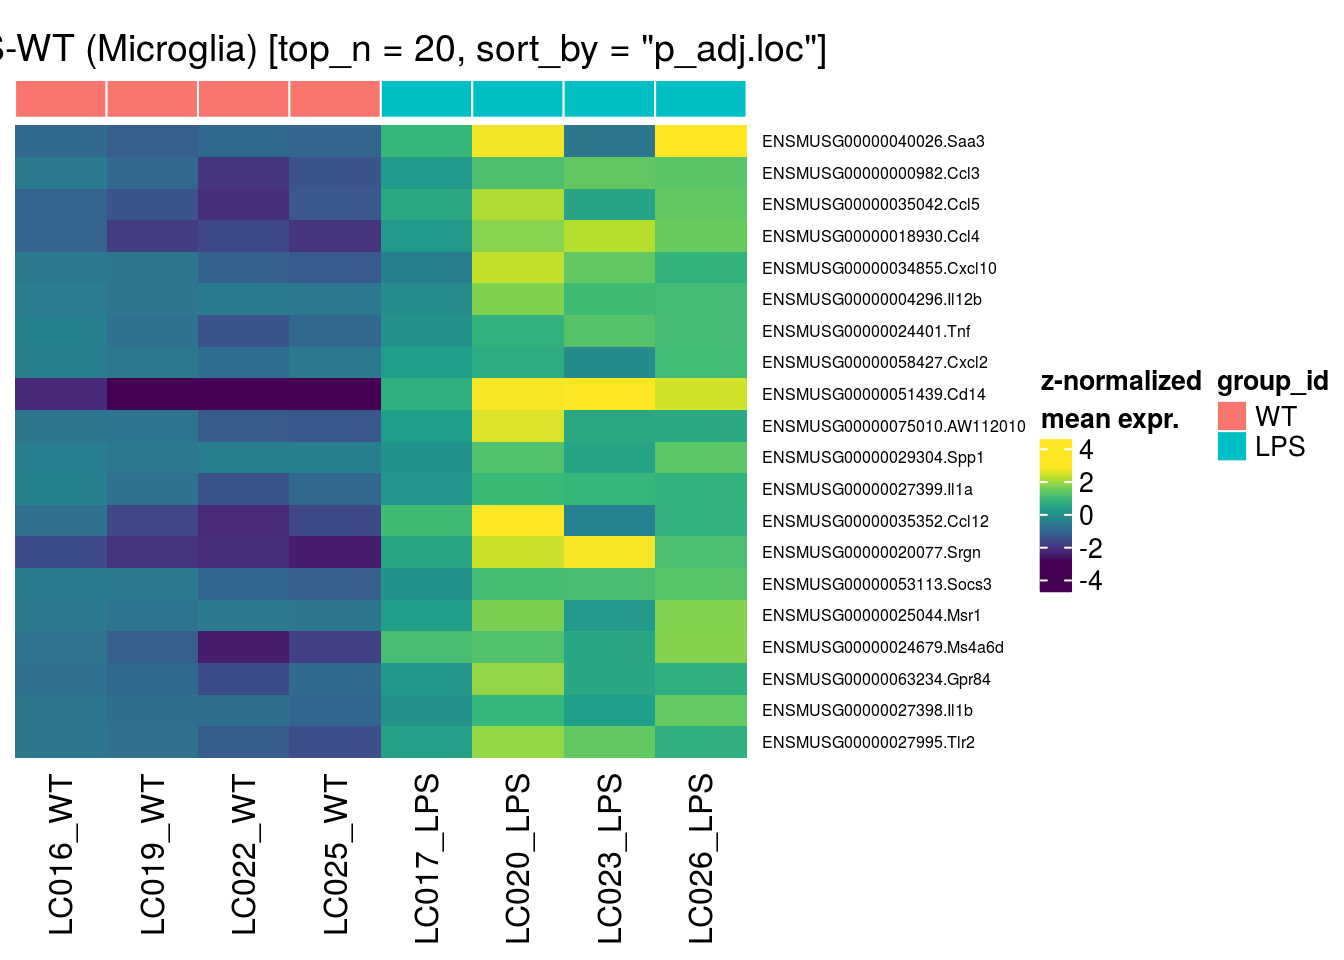 -WT (Microglia) [top_n = 20, sort_by = "p_adj.loc"]
ENSMUSG00000040026.Saa3
ENSMUSG00000000982.Ccl3
ENSMUSG00000035042.Ccl5
ENSMUSG00000018930.Ccl4
ENSMUSG00000034855.Cxcl10
ENSMUSG00000004296.Il12b
ENSMUSG00000024401.Tnf
ENSMUSG00000058427.Cxcl2
ENSMUSG00000051439.Cd14
ENSMUSG00000075010.AW112010
ENSMUSG00000029304.Spp1
ENSMUSG00000027399.Il1a
ENSMUSG00000035352.Ccl12
ENSMUSG00000020077.Srgn
ENSMUSG00000053113.Socs3
ENSMUSG00000025044.Msr1
ENSMUSG00000024679.Ms4a6d
ENSMUSG00000063234.Gpr84
ENSMUSG00000027398.Il1b
ENSMUSG00000027995.Tlr2
LC016_WT
LC019_WT
LC022_WT
LC025_WT
LC017_LPS
LC020_LPS
LC023_LPS
LC026_LPS
z-normalized
mean expr.
4
2
0
-2
-4
group_id
WT
LPS